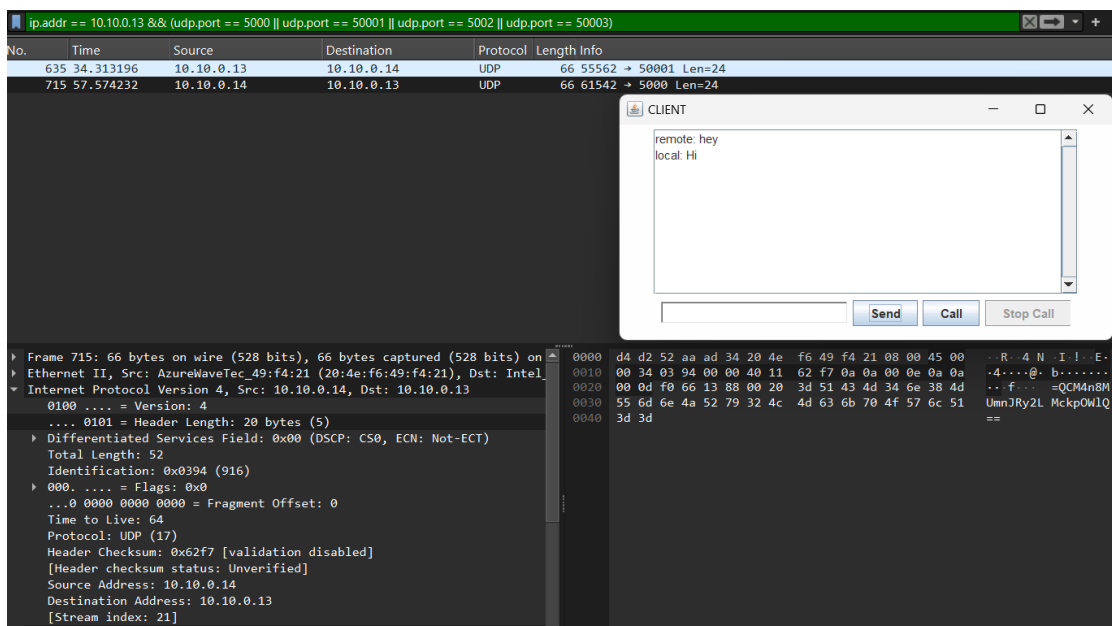 ip.addr == 10.10.0.13 && (udp.port == 5000 || udp.port == 50001 || udp.port == 5002 || udp.port == 50003)
No. Time Source Destination Protocol Length Info
635 34.313196 10.10.0.13 10.10.0.14 UDP 66 55562 → 50001 Len=24
715 57.574232 10.10.0.14 10.10.0.13 UDP 66 61542 → 5000 Len=24
CLIENT
remote: hey
local: Hi
Send Call Stop Call
Frame 715: 66 bytes on wire (528 bits), 66 bytes captured (528 bits) on
Ethernet II, Src: AzureWaveTec_49:f4:21 (20:4e:f6:49:f4:21), Dst: Intel_
Internet Protocol Version 4, Src: 10.10.0.14, Dst: 10.10.0.13
0100 .... = Version: 4
.... 0101 = Header Length: 20 bytes (5)
Differentiated Services Field: 0x00 (DSCP: CS0, ECN: Not-ECT)
Total Length: 52
Identification: 0x0394 (916)
000. .... = Flags: 0x0
...0 0000 0000 0000 = Fragment Offset: 0
Time to Live: 64
Protocol: UDP (17)
Header Checksum: 0x62f7 [validation disabled]
[Header checksum status: Unverified]
Source Address: 10.10.0.14
Destination Address: 10.10.0.13
[Stream index: 21]
0000 d4 d2 52 aa ad 34 20 4e f6 49 f4 21 08 00 45 00 ··R··4 N ·I·!··E·
0010 00 34 03 94 00 00 40 11 62 f7 0a 0a 00 0e 0a 0a ·4····@· b·······
0020 00 0d f0 66 13 88 00 20 3d 51 43 4d 34 6e 38 4d ···f··· =QCM4n8M
0030 55 6d 6e 4a 52 79 32 4c 4d 63 6b 70 4f 57 6c 51 UmnJRy2L MckpOWlQ
0040 3d 3d ==